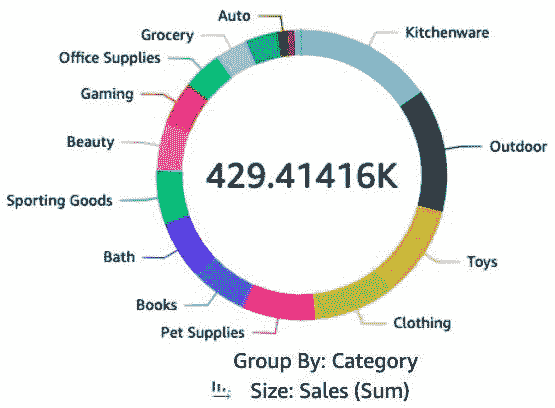 Auto
Grocery
Kitchenware
Office Supplies
Gaming
Beauty
Outdoor
429.41416K
Sporting Goods
Bath
Toys
Books
Clothing
Pet Supplies
Group By: Category
Size: Sales (Sum)